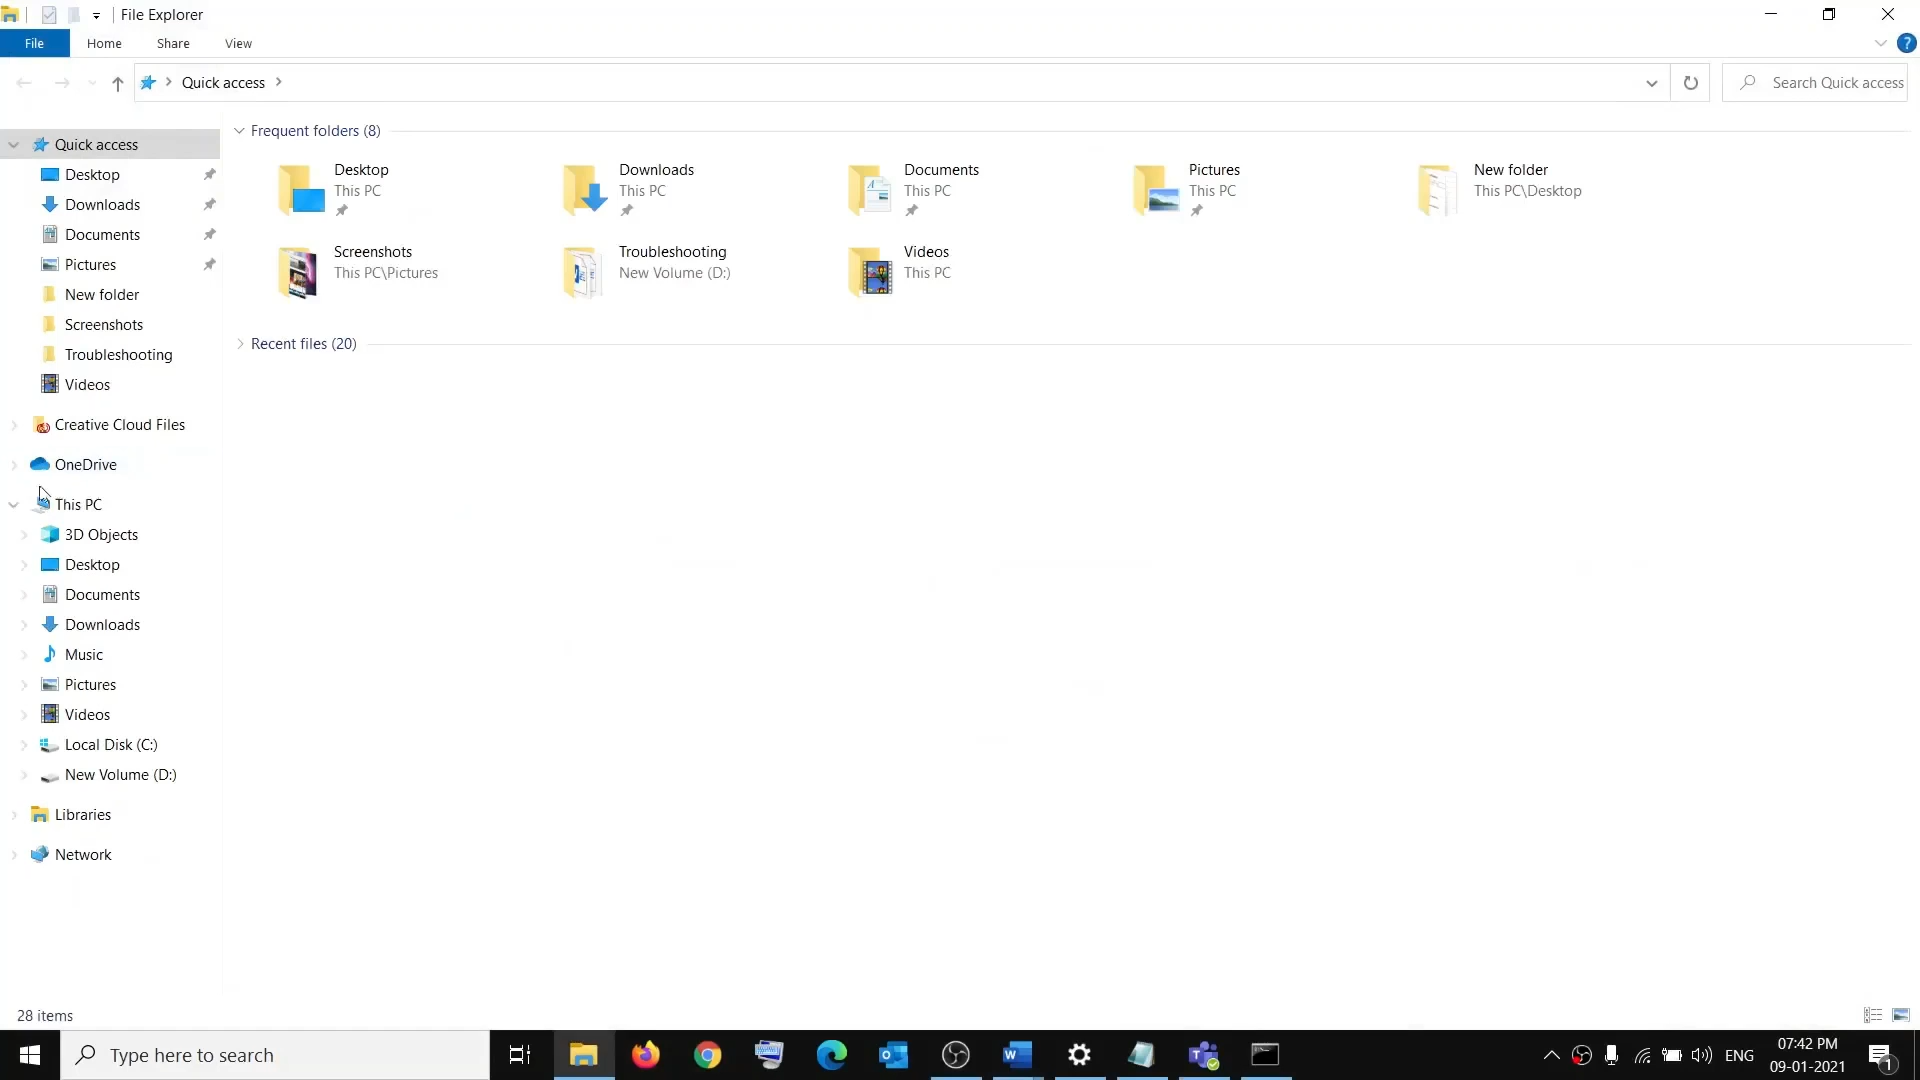 File Explorer
File Home Share View
Quick access
Search Quick access
Quick access
Desktop
Downloads
Documents
Pictures
New folder
Screenshots
Troubleshooting
Videos
Creative Cloud Files
OneDrive
This PC
3D Objects
Desktop
Documents
Downloads
Music
Pictures
Videos
Local Disk (C:)
New Volume (D:)
Libraries
Network
Frequent folders (8)
Desktop
This PC
Downloads
This PC
Documents
This PC
Pictures
This PC
New folder
This PC\Desktop
Screenshots
This PC\Pictures
Troubleshooting
New Volume (D:)
Videos
This PC
Recent files (20)
28 items
Type here to search
ENG
07:42 PM
09-01-2021
1